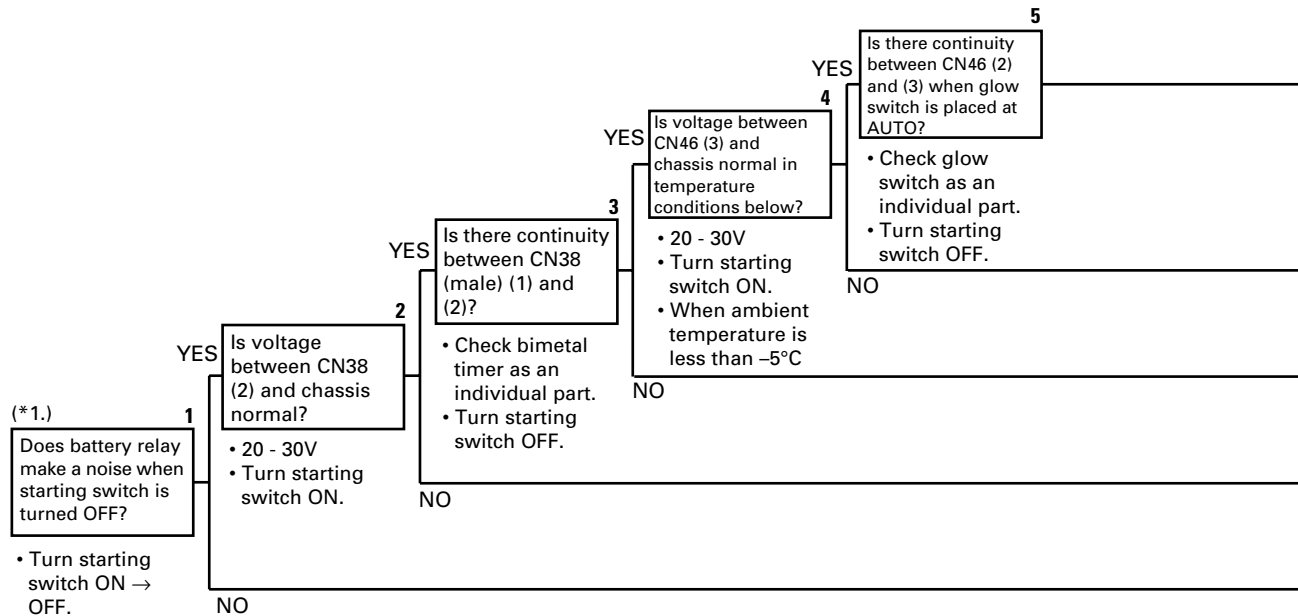 (*1.)
1
Does battery relay
make a noise when
starting switch is
turned OFF?
• Turn starting
switch ON →
OFF.
YES
NO
2
Is voltage
between CN38
(2) and chassis
normal?
• 20 - 30V
• Turn starting
switch ON.
YES
NO
3
Is there continuity
between CN38
(male) (1) and
(2)?
• Check bimetal
timer as an
individual part.
• Turn starting
switch OFF.
YES
NO
4
Is voltage between
CN46 (3) and
chassis normal in
temperature
conditions below?
• 20 - 30V
• Turn starting
switch ON.
• When ambient
temperature is
less than –5°C
YES
NO
5
Is there continuity
between CN46 (2)
and (3) when glow
switch is placed at
AUTO?
• Check glow
switch as an
individual part.
• Turn starting
switch OFF.